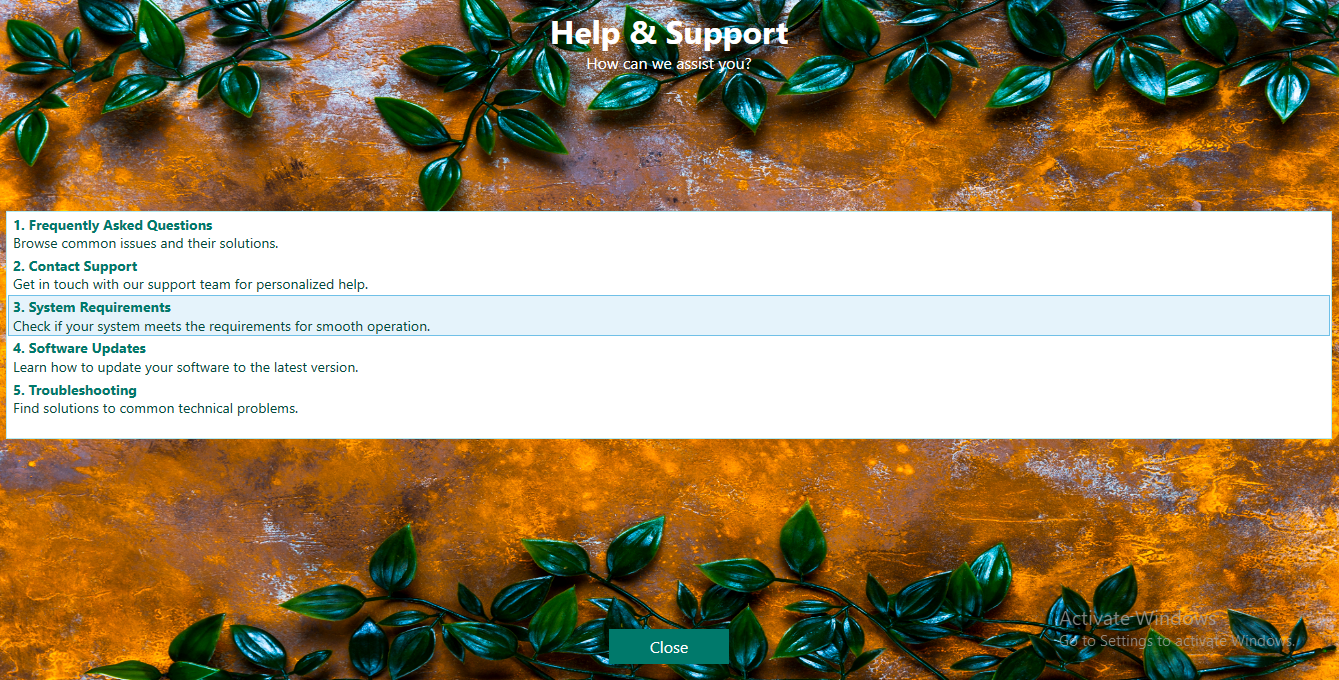 Help & Support
How can we assist you?
1. Frequently Asked Questions
Browse common issues and their solutions.
2. Contact Support
Get in touch with our support team for personalized help.
3. System Requirements
Check if your system meets the requirements for smooth operation.
4. Software Updates
Learn how to update your software to the latest version.
5. Troubleshooting
Find solutions to common technical problems.
Activate Windows
Go to Settings to activate Windows.
Close